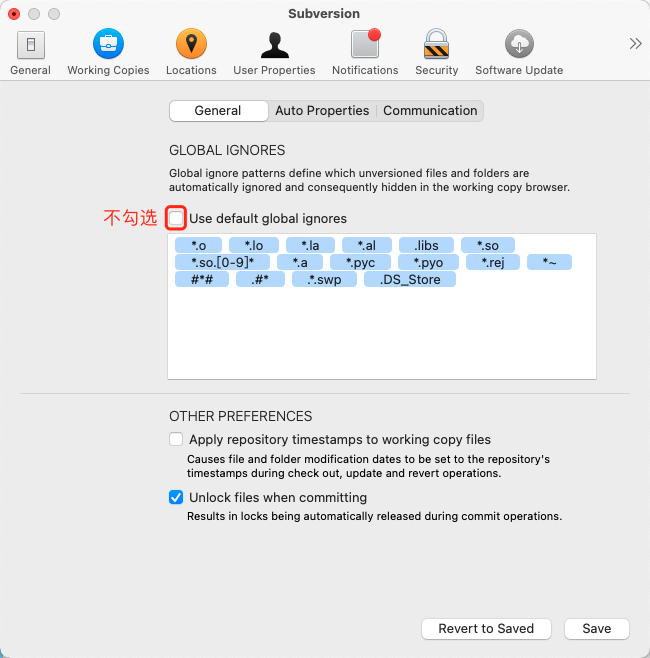 Subversion
General Working Copies Locations User Properties Notifications Security Software Update
General Auto Properties Communication
GLOBAL IGNORES
Global ignore patterns define which unversioned files and folders are
automatically ignored and consequently hidden in the working copy browser.
不勾选 Use default global ignores
*.o *.lo *.la *.al .libs *.so
*.so.[0-9]* *.a *.pyc *.pyo *.rej *~
#*# .#* .*.swp .DS_Store
OTHER PREFERENCES
Apply repository timestamps to working copy files
Causes file and folder modification dates to be set to the repository's
timestamps during check out, update and revert operations.
Unlock files when committing
Results in locks being automatically released during commit operations.
Revert to Saved Save